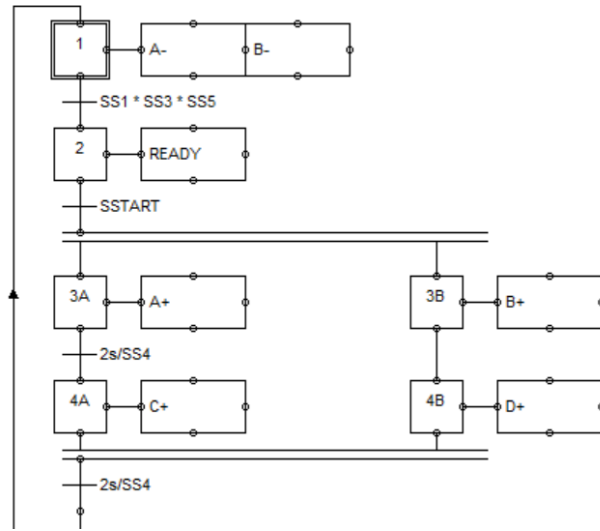 1 A- B-
SS1 * SS3 * SS5
2 READY
SSTART
3A A+ 3B B+
2s/SS4
4A C+ 4B D+
2s/SS4